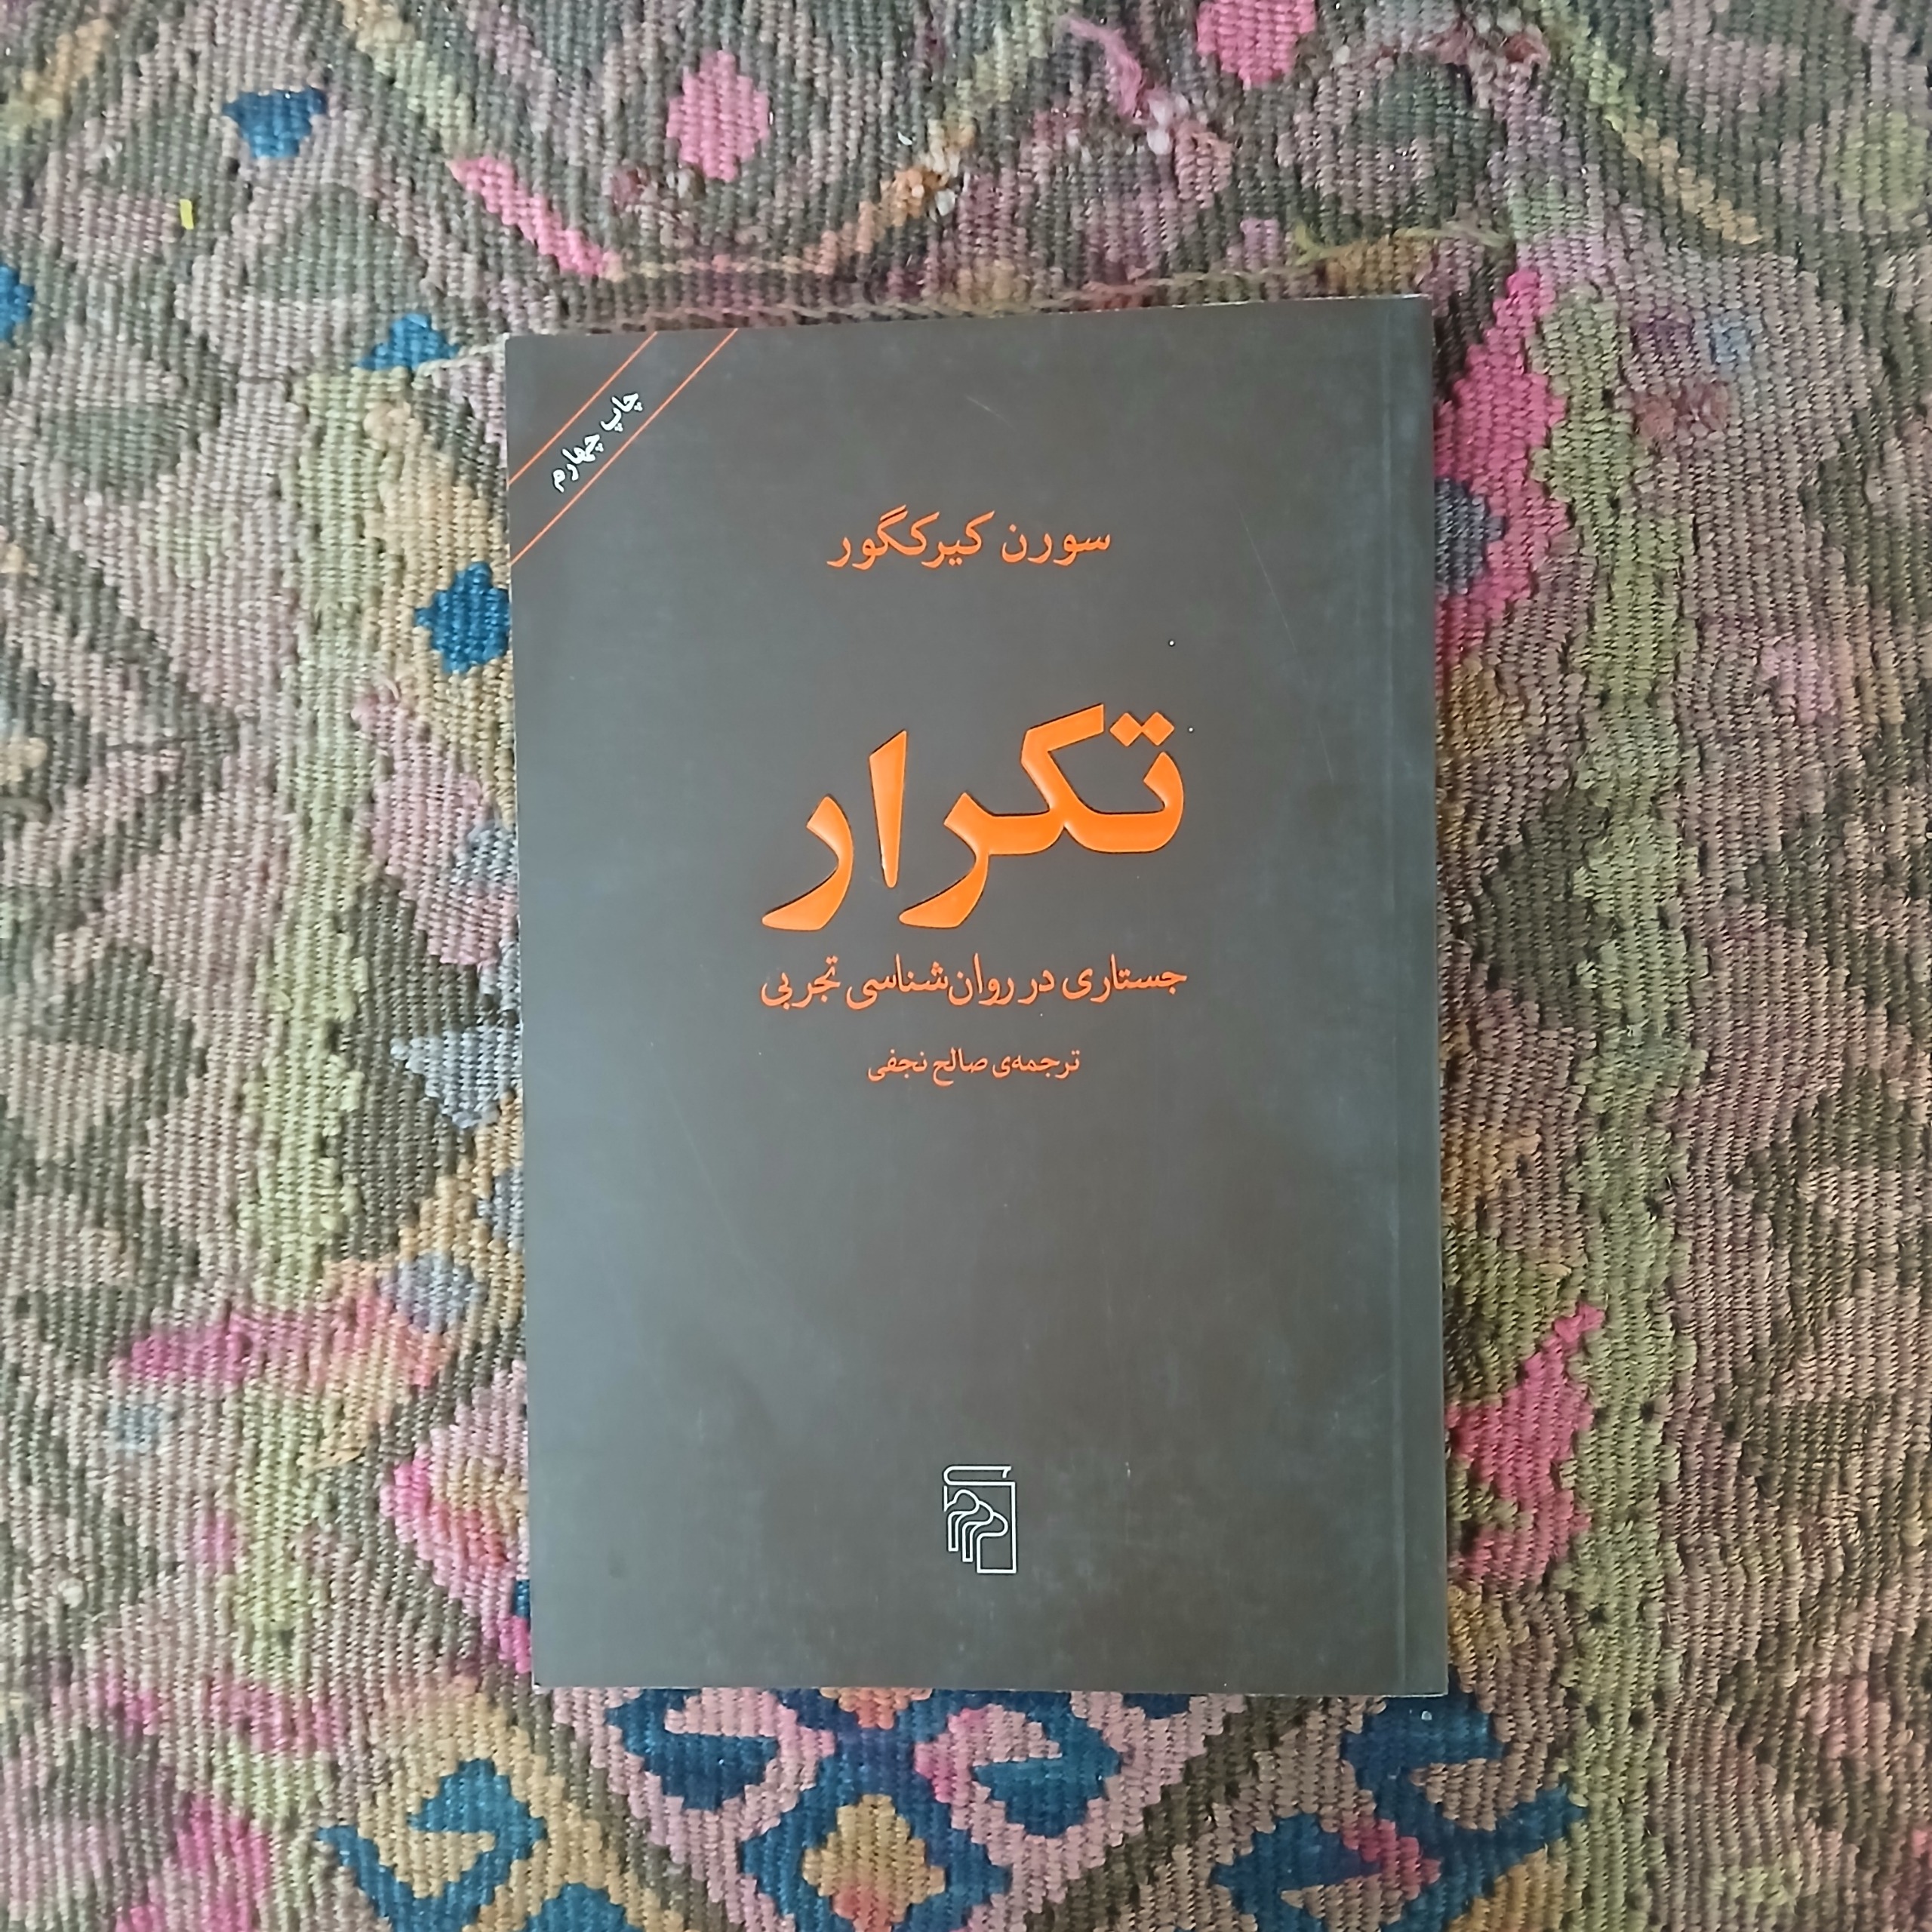 چاپ چهارم
سورن کیرکگور
تکرار
جستاری در روان‌شناسی تجربی
ترجمه‌ی صالح نجفی